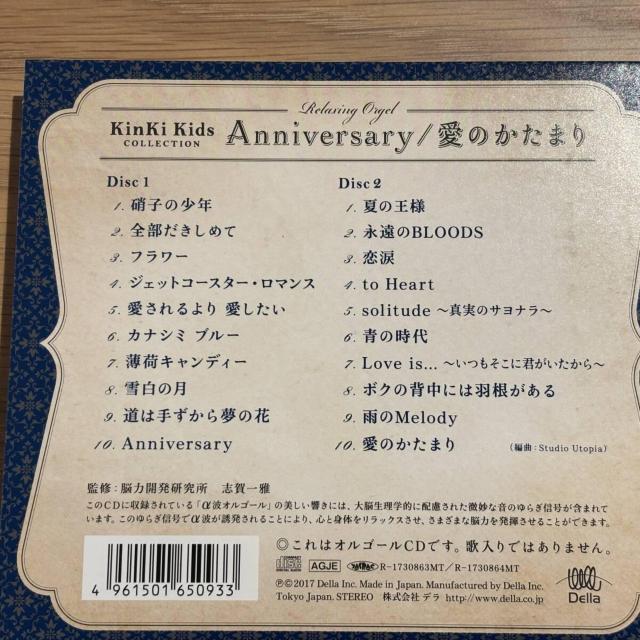 Relaxing Orgel
KinKi Kids
COLLECTION
Anniversary/愛のかたまり
Disc 1
1. 硝子の少年
2. 全部だきしめて
3. フラワー
4. ジェットコースター・ロマンス
5. 愛されるより 愛したい
6. カナシミ ブルー
7. 薄荷キャンディー
8. 雪白の月
9. 道は手ずから夢の花
10. Anniversary
Disc 2
1. 夏の王様
2. 永遠のBLOODS
3. 恋涙
4. to Heart
5. solitude ～真実のサヨナラ～
6. 青の時代
7. Love is... ～いつもそこに君がいたから～
8. ボクの背中には羽根がある
9. 雨のMelody
10. 愛のかたまり
(編曲:Studio Utopia)
監修:脳力開発研究所 志賀一雅
このCDに収録されている「α波オルゴール」の美しい響きには、大脳生理学的に配慮された微妙な音のゆらぎ信号が含まれて
います。このゆらぎ信号でα波が誘発されることにより、心と身体をリラックスさせ、さまざまな脳力を発揮させることができます。
◎これはオルゴールCDです。歌入りではありません。
AGJE R-1730863MT/R-1730864MT
Ⓟ©2017 Della Inc. Made in Japan. Manufactured by Della Inc.
Tokyo Japan. STEREO 株式会社 デラ http://www.della.co.jp
Della
4 961501 650933